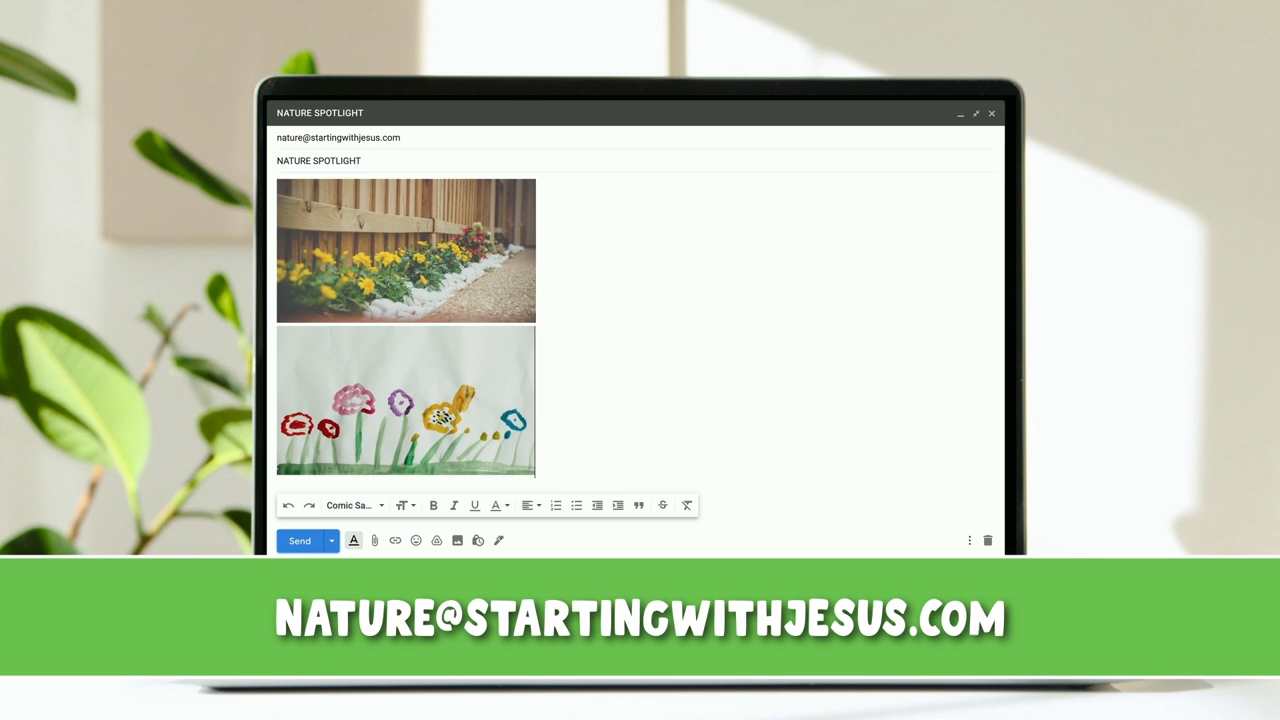 NATURE SPOTLIGHT
nature@startingwithjesus.com
NATURE SPOTLIGHT
Comic Sa...
Send
NATURE@STARTINGWITHJESUS.COM